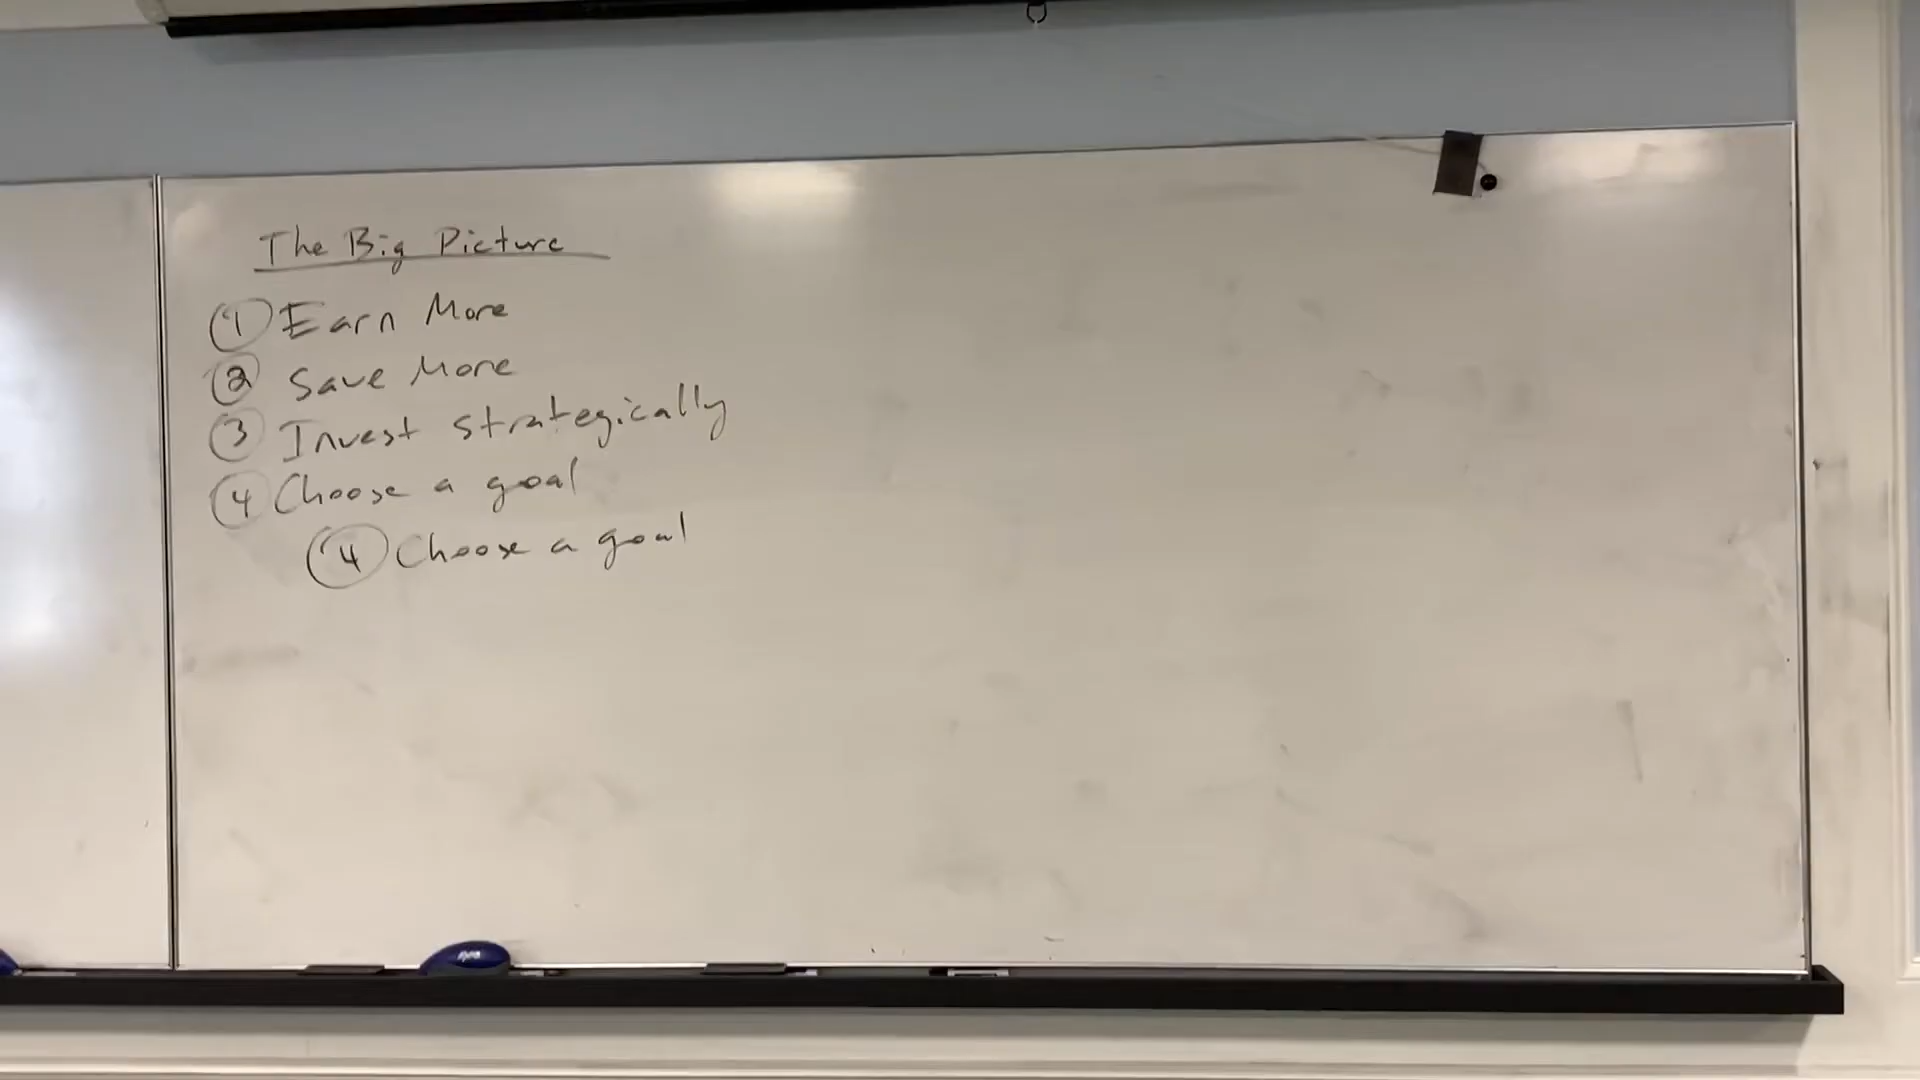 The Big Picture
① Earn More
② Save More
③ Invest strategically
④ Choose a goal
④ Choose a goal